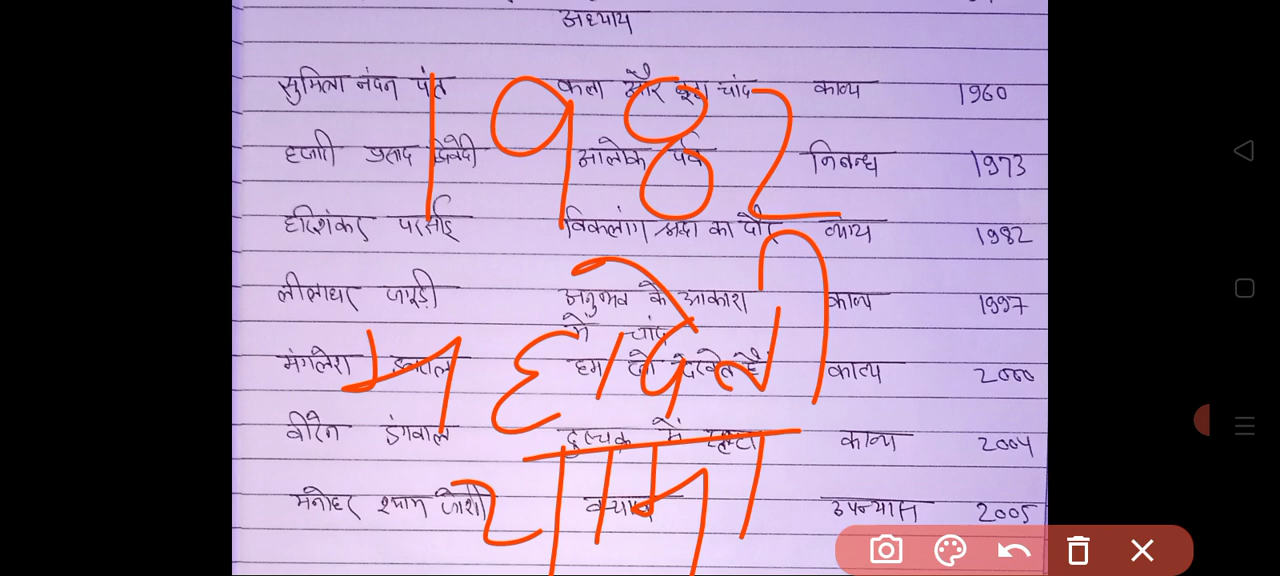 अध्याय
सुमित्रा नंदन पंत कला और बूढ़ा चांद काव्य 1960
हजारी प्रसाद द्विवेदी आलोक पर्व निबन्ध 1973
हरिशंकर परसाई विकलांग श्रद्धा का दौर व्यंग्य 1982
लीलाधर जगूड़ी अनुभव के आकाश काव्य 1997
में चांद
मंगलेश डबराल हम जो देखते हैं काव्य 2000
वीरेन डंगवाल दुश्चक्र में स्रष्टा काव्य 2004
मनोहर श्याम जोशी क्याप उपन्यास 2005
1982
महादेवी
यामा